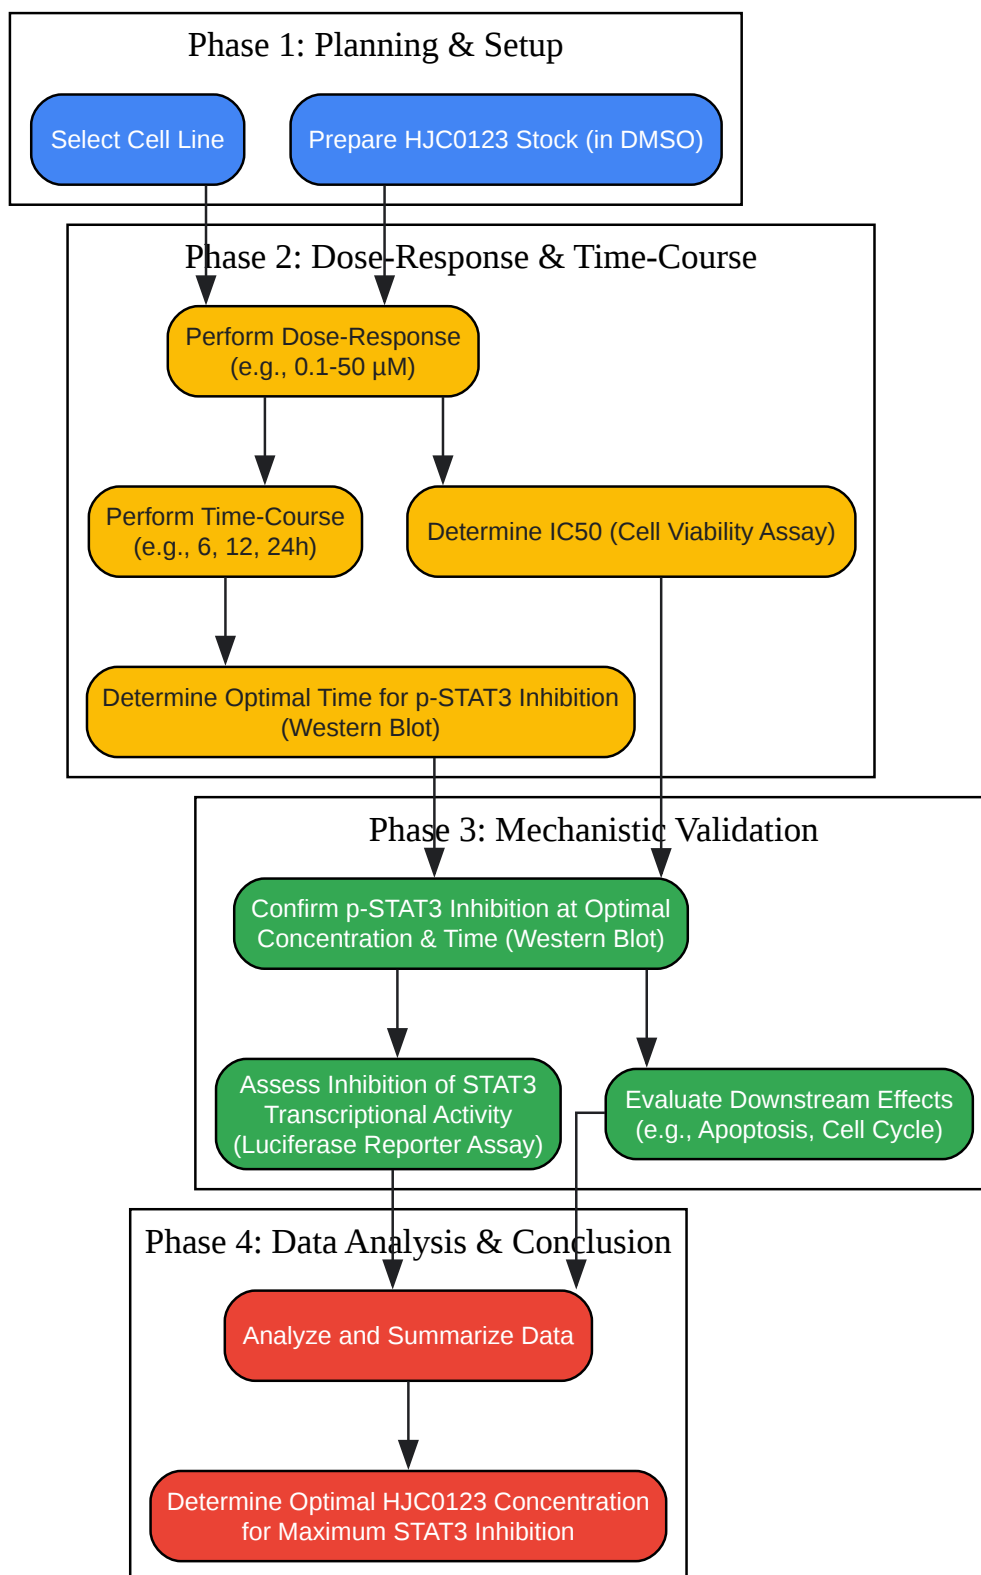 Phase 1: Planning & Setup
Select Cell Line
Prepare HJC0123 Stock (in DMSO)
Phase 2: Dose-Response & Time-Course
Perform Dose-Response
(e.g., 0.1-50 µM)
Perform Time-Course
(e.g., 6, 12, 24h)
Determine IC50 (Cell Viability Assay)
Determine Optimal Time for p-STAT3 Inhibition
(Western Blot)
Phase 3: Mechanistic Validation
Confirm p-STAT3 Inhibition at Optimal
Concentration & Time (Western Blot)
Assess Inhibition of STAT3
Transcriptional Activity
(Luciferase Reporter Assay)
Evaluate Downstream Effects
(e.g., Apoptosis, Cell Cycle)
Phase 4: Data Analysis & Conclusion
Analyze and Summarize Data
Determine Optimal HJC0123 Concentration
for Maximum STAT3 Inhibition